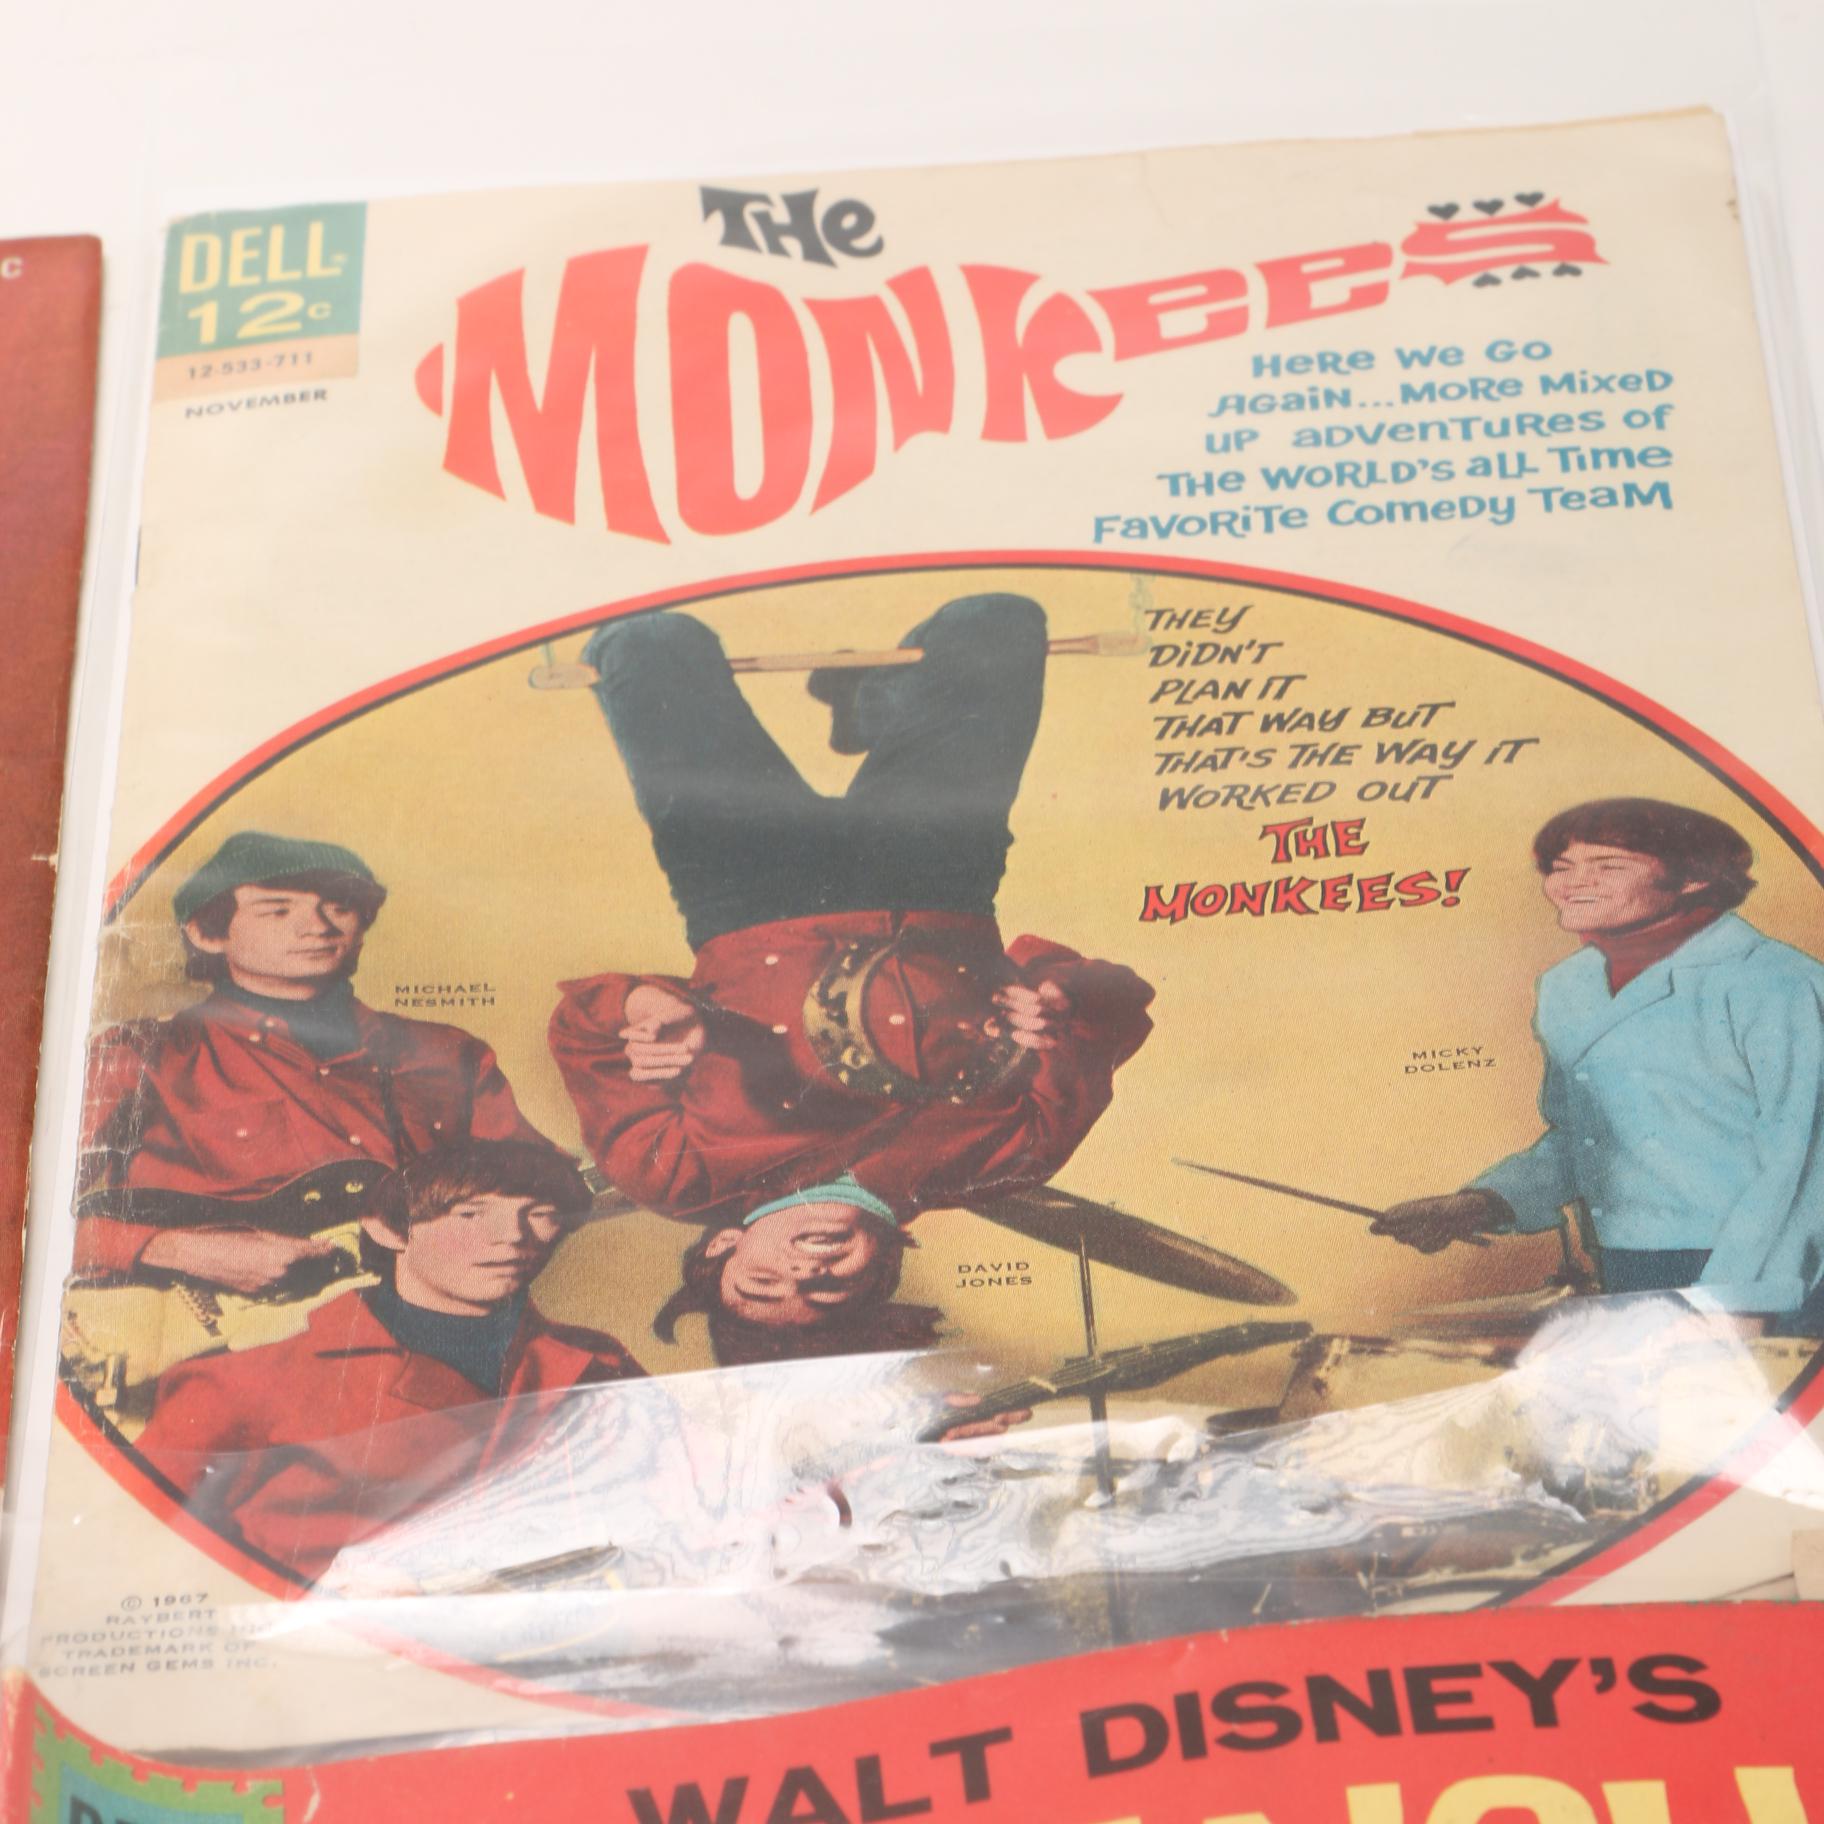 C
DELL
12c
12-533-711
NOVEMBER
THE
MONKEES
HERE WE GO
AGAIN...MORE MIXED
UP ADVENTURES OF
THE WORLD'S ALL TIME
FAVORITE COMEDY TEAM
THEY
DIDN'T
PLAN IT
THAT WAY BUT
THAT'S THE WAY IT
WORKED OUT
THE
MONKEES!
MICHAEL
NESMITH
MICKY
DOLENZ
DAVID
JONES
© 1967
RAYBERT
PRODUCTIONS INC.
TRADEMARK OF
SCREEN GEMS INC.
WALT DISNEY'S